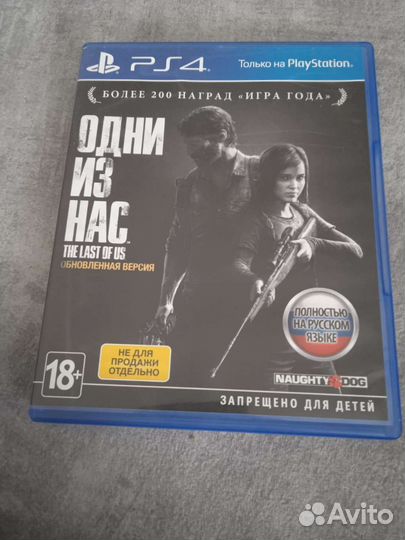 PS4
Только на PlayStation®
БОЛЕЕ 200 НАГРАД «ИГРА ГОДА»
ОДНИ
ИЗ
НАС
THE LAST OF US
ОБНОВЛЕННАЯ ВЕРСИЯ
ПОЛНОСТЬЮ
НА РУССКОМ
ЯЗЫКЕ
НЕ ДЛЯ
ПРОДАЖИ
ОТДЕЛЬНО
18+
NAUGHTY DOG
ЗАПРЕЩЕНО ДЛЯ ДЕТЕЙ
Avito